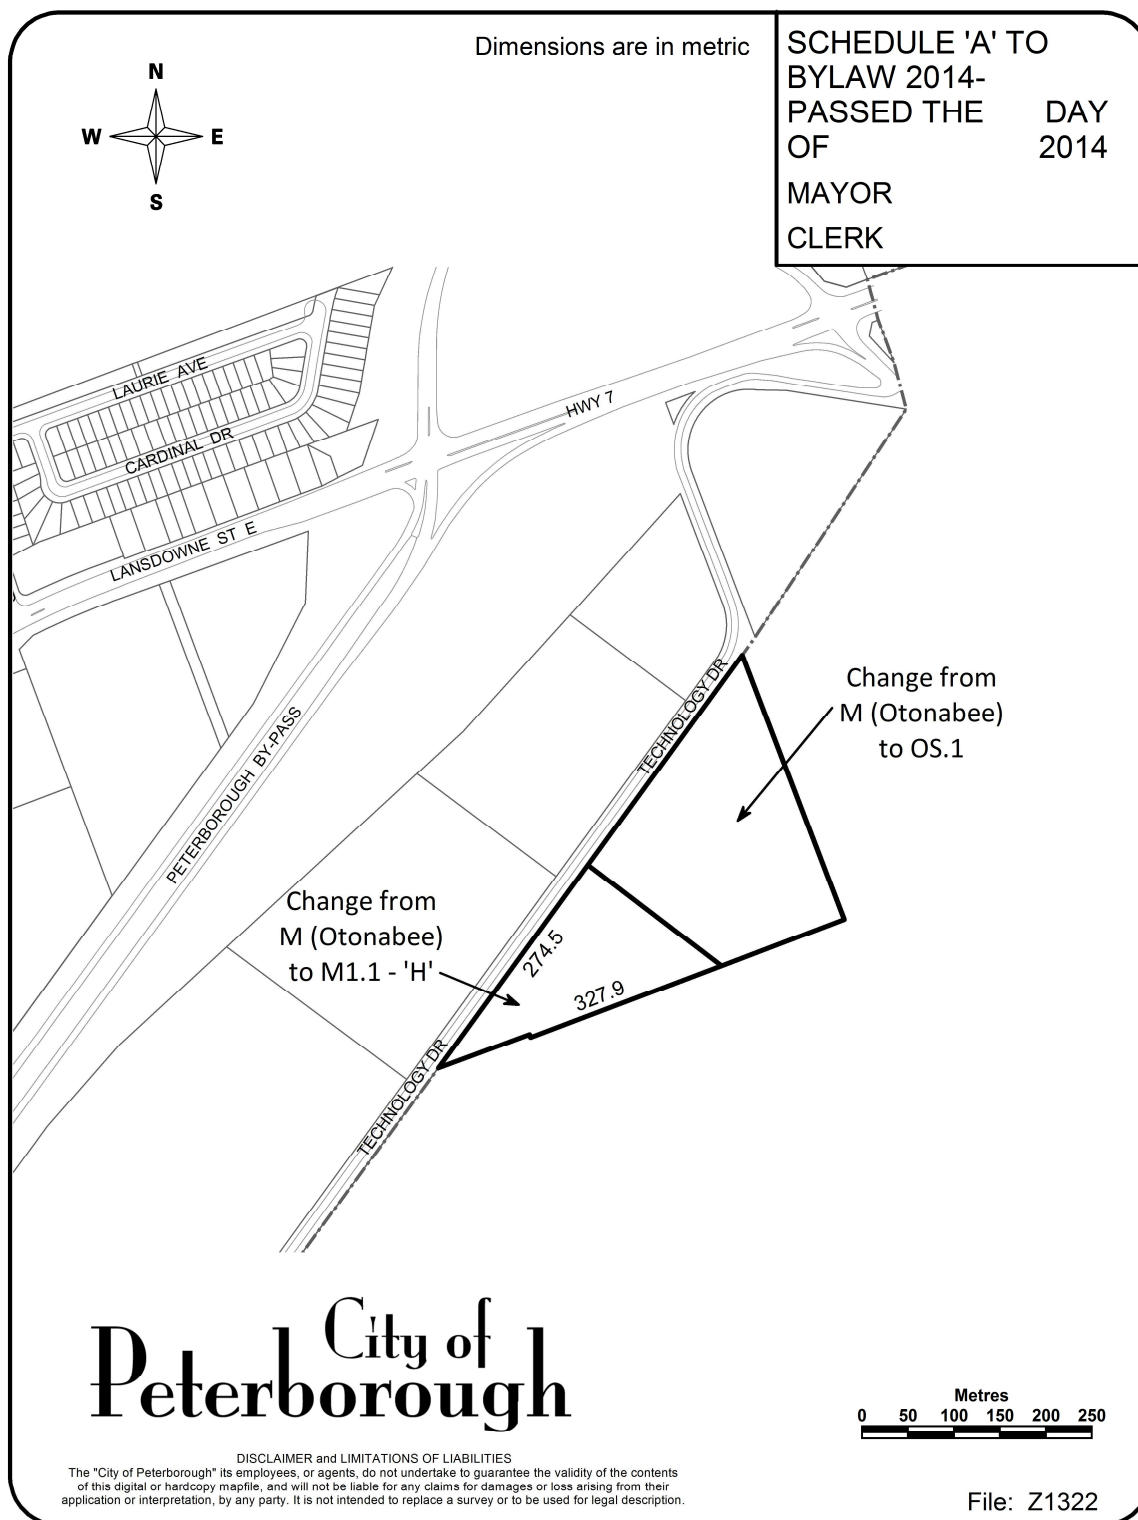 Dimensions are in metric
SCHEDULE 'A' TO
BYLAW 2014-
PASSED THE DAY
OF 2014
MAYOR
CLERK
N
W E
S
LAURIE AVE
CARDINAL DR
HWY 7
LANSDOWNE ST E
PETERBOROUGH BY-PASS
TECHNOLOGY DR
Change from
M (Otonabee)
to OS.1
Change from
M (Otonabee)
to M1.1 - 'H'
274.5
327.9
TECHNOLOGY DR
City of
Peterborough
Metres
0 50 100 150 200 250
DISCLAIMER and LIMITATIONS OF LIABILITIES
The "City of Peterborough" its employees, or agents, do not undertake to guarantee the validity of the contents
of this digital or hardcopy mapfile, and will not be liable for any claims for damages or loss arising from their
application or interpretation, by any party. It is not intended to replace a survey or to be used for legal description.
File: Z1322